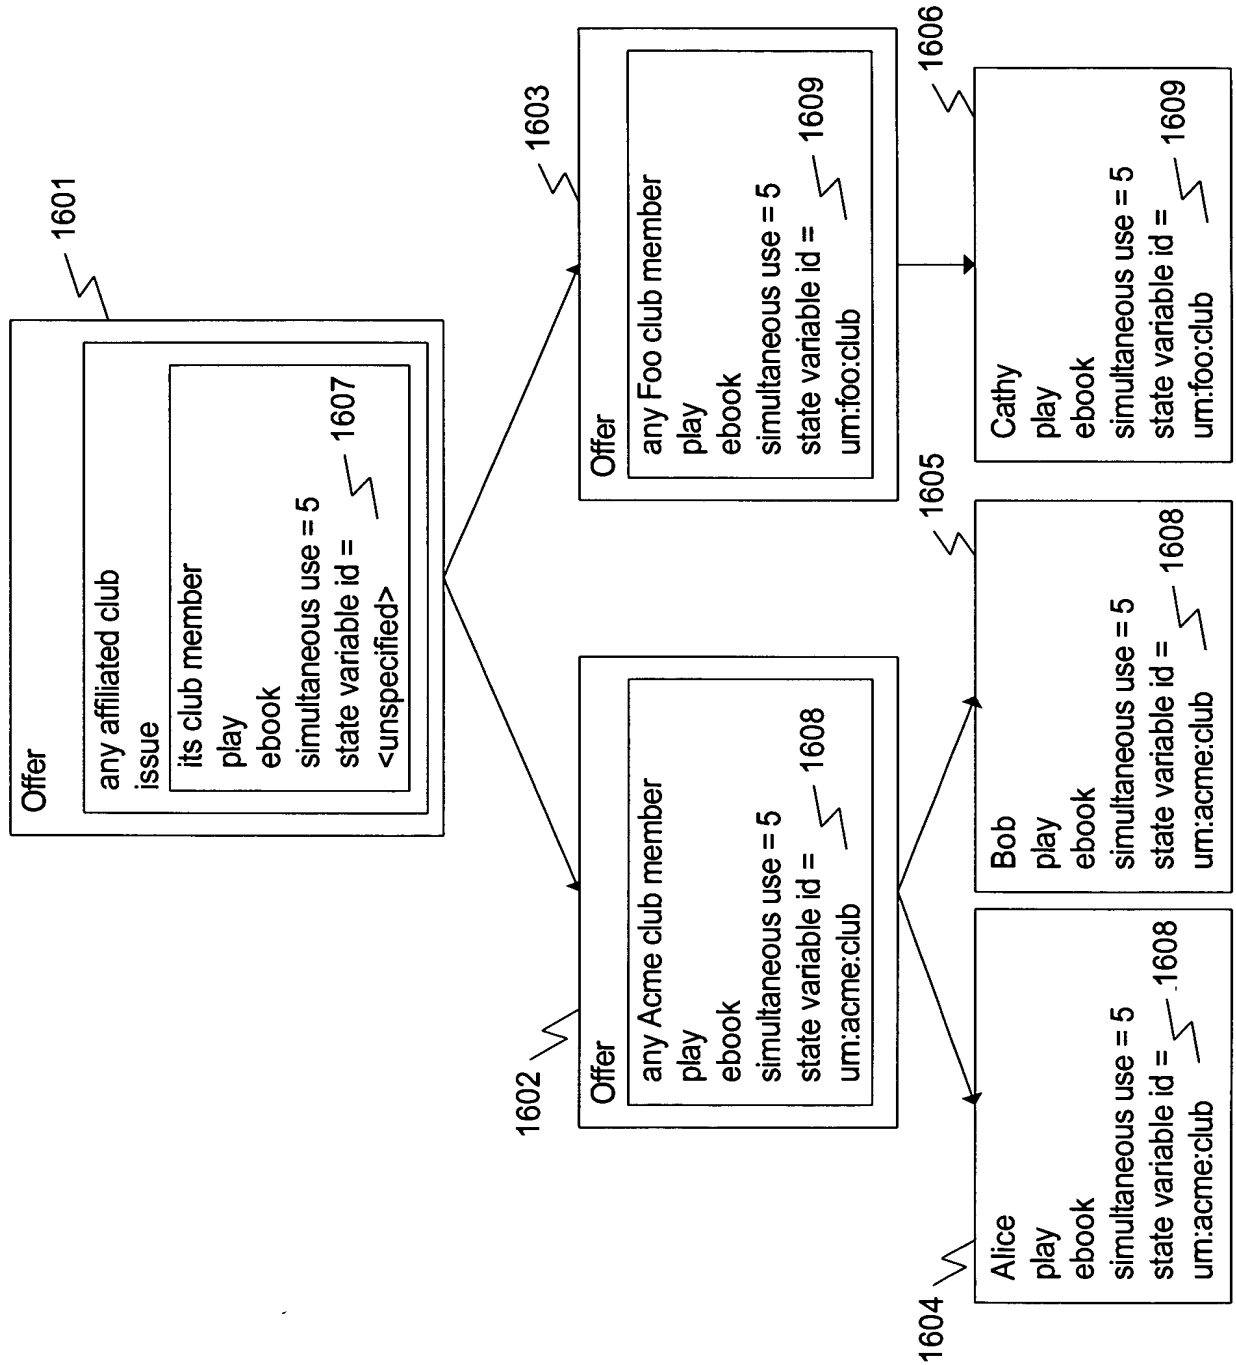 1601
Offer
any affiliated club
issue
its club member
play
ebook
simultaneous use = 5
state variable id =
1607
<unspecified>
1602
Offer
any Acme club member
play
ebook
simultaneous use = 5
state variable id =
1608
urn:acme:club
1603
Offer
any Foo club member
play
ebook
simultaneous use = 5
state variable id =
1609
urn:foo:club
1604
Alice
play
ebook
simultaneous use = 5
state variable id =
1608
urn:acme:club
1605
Bob
play
ebook
simultaneous use = 5
state variable id =
1608
urn:acme:club
1606
Cathy
play
ebook
simultaneous use = 5
state variable id =
1609
urn:foo:club